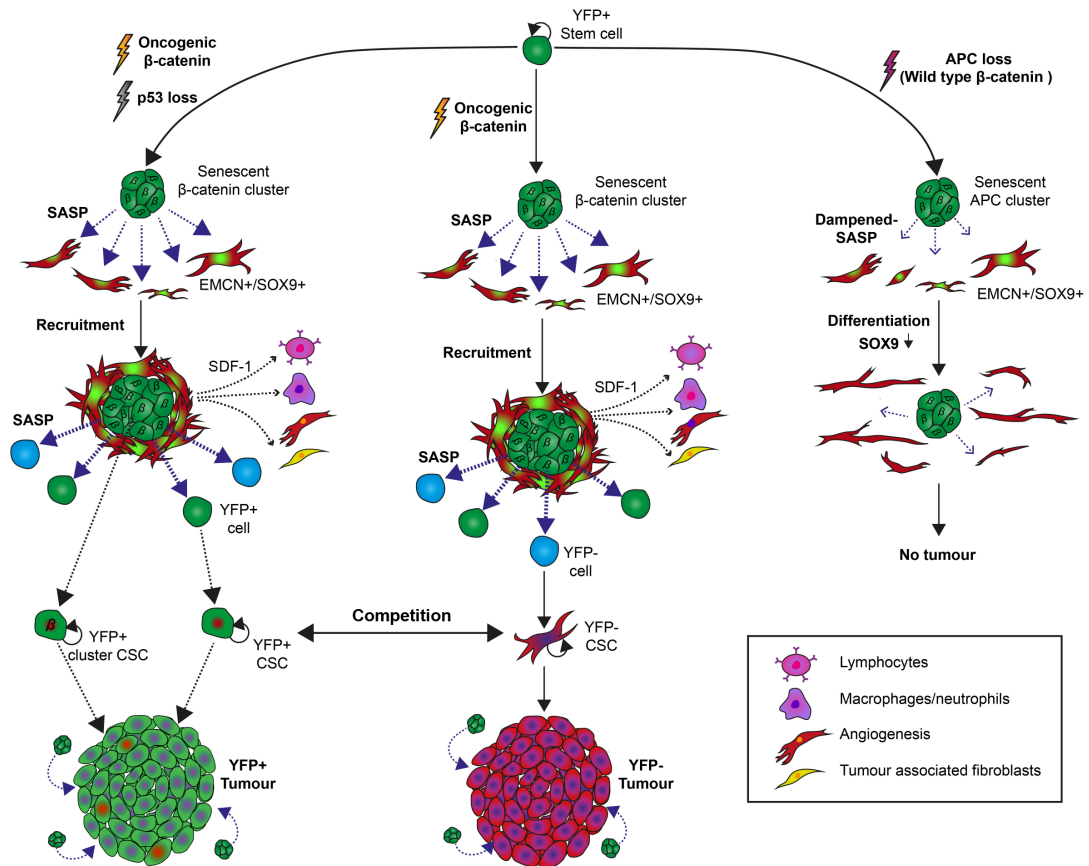 YFP+
Stem cell
Oncogenic
β-catenin
p53 loss
Oncogenic
β-catenin
APC loss
(Wild type β-catenin )
Senescent
β-catenin cluster
β β β β β β
SASP
EMCN+/SOX9+
Recruitment
SDF-1
β β β β β β
SASP
YFP+
cell
β
YFP+
cluster CSC
YFP+
CSC
Competition
YFP+
Tumour
Senescent
β-catenin cluster
β β β β β β
SASP
EMCN+/SOX9+
Recruitment
SDF-1
β β β β β β
SASP
YFP-
cell
YFP-
CSC
YFP-
Tumour
Senescent
APC cluster
Dampened-
SASP
EMCN+/SOX9+
Differentiation
SOX9
No tumour
Lymphocytes
Macrophages/neutrophils
Angiogenesis
Tumour associated fibroblasts